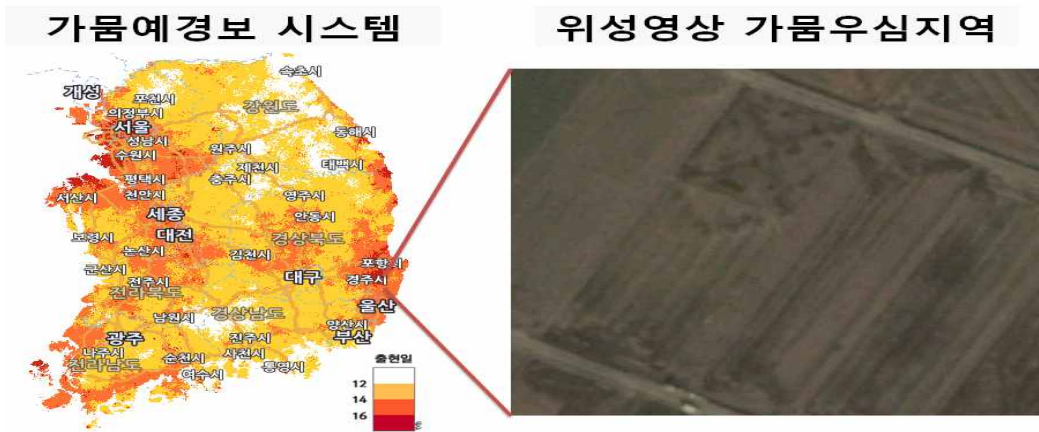 가뭄예경보 시스템
위성영상 가뭄우심지역
속초시
개성
포천시
강원도
의정부시
서울
동해시
성남시
수원시
원주시
태백시
제천시
평택시
충주시
서산시
천안시
영주시
세종
안동시
보령시
대전
경상북도
논산시
김천시
포항시
군산시
대구
경주시
전주시
전라북도
울산
남원시
경상남도
양산시
광주
진주시
부산
나주시
순천시
사천시
전라남도
여수시
통영시
출현일
12
14
16